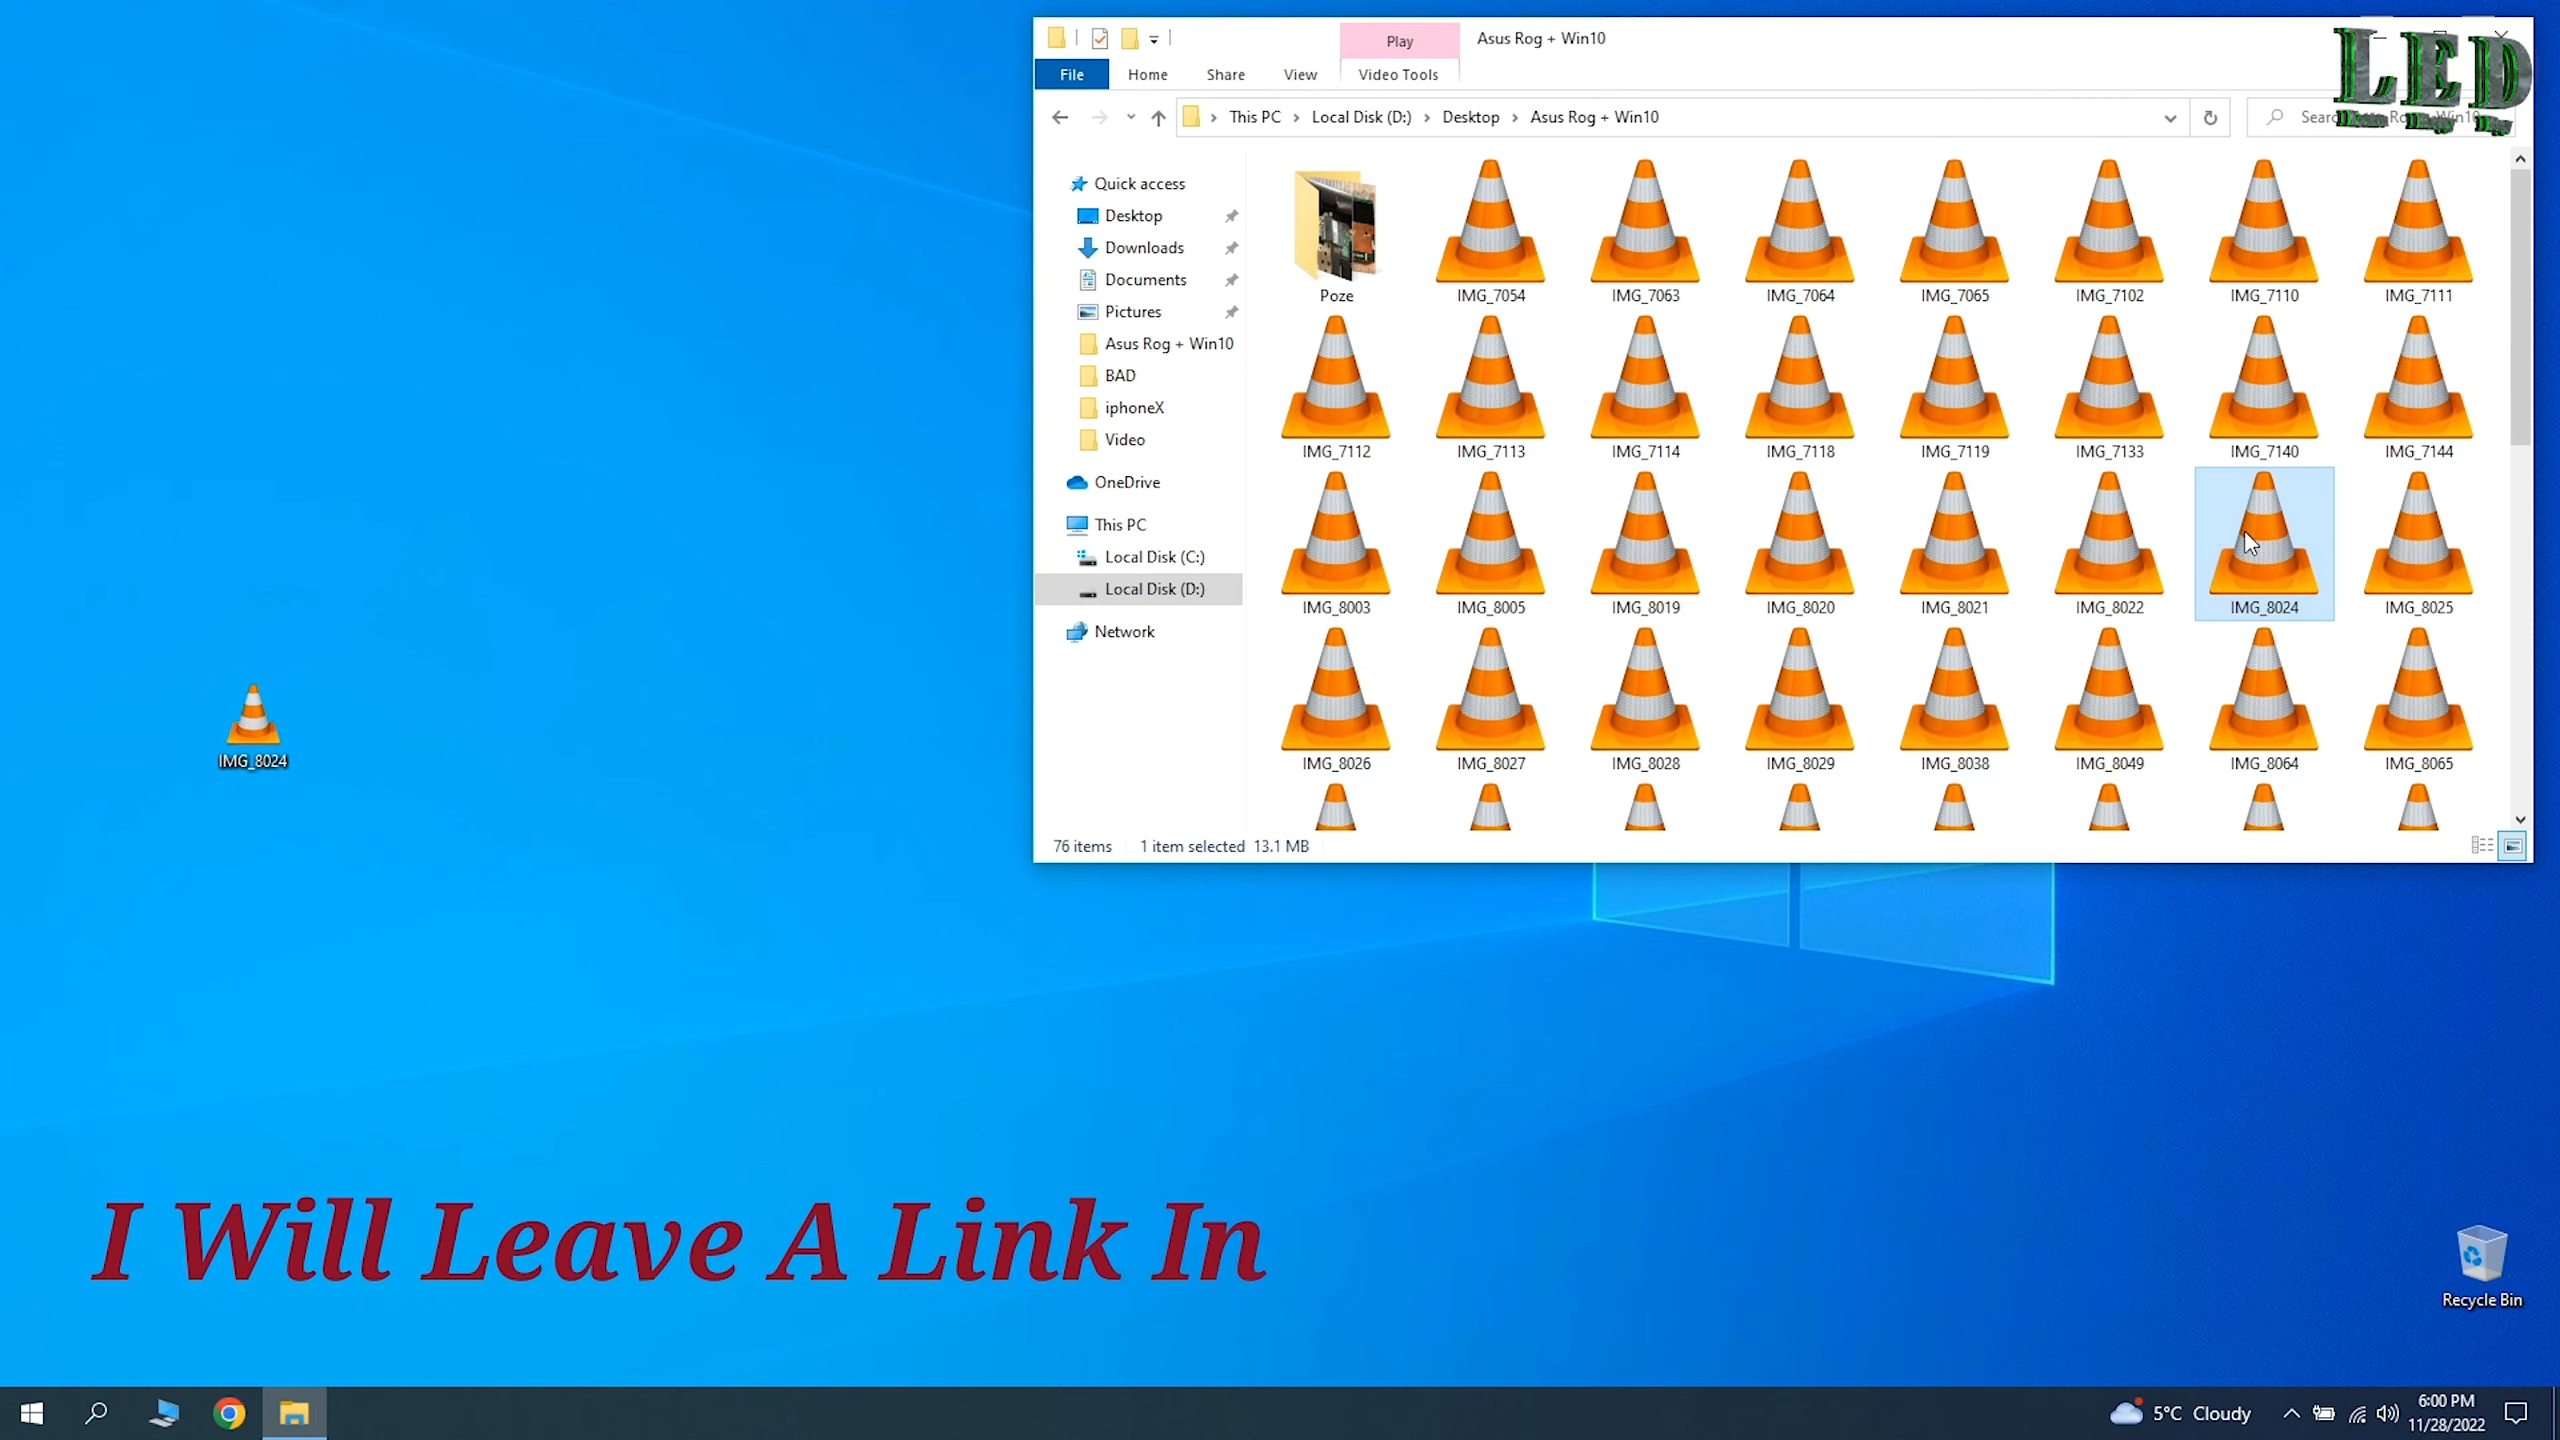 Play
Asus Rog + Win10
LED
File
Home
Share
View
Video Tools
This PC
Local Disk (D:)
Desktop
Asus Rog + Win10
Quick access
Desktop
Downloads
Documents
Pictures
Asus Rog + Win10
BAD
iphoneX
Video
OneDrive
This PC
Local Disk (C:)
Local Disk (D:)
Network
Poze
IMG_7054
IMG_7063
IMG_7064
IMG_7065
IMG_7102
IMG_7110
IMG_7111
IMG_7112
IMG_7113
IMG_7114
IMG_7118
IMG_7119
IMG_7133
IMG_7140
IMG_7144
IMG_8003
IMG_8005
IMG_8019
IMG_8020
IMG_8021
IMG_8022
IMG_8024
IMG_8025
IMG_8026
IMG_8027
IMG_8028
IMG_8029
IMG_8038
IMG_8049
IMG_8064
IMG_8065
76 items
1 item selected 13.1 MB
IMG_8024
I Will Leave A Link In
Recycle Bin
5°C Cloudy
6:00 PM
11/28/2022